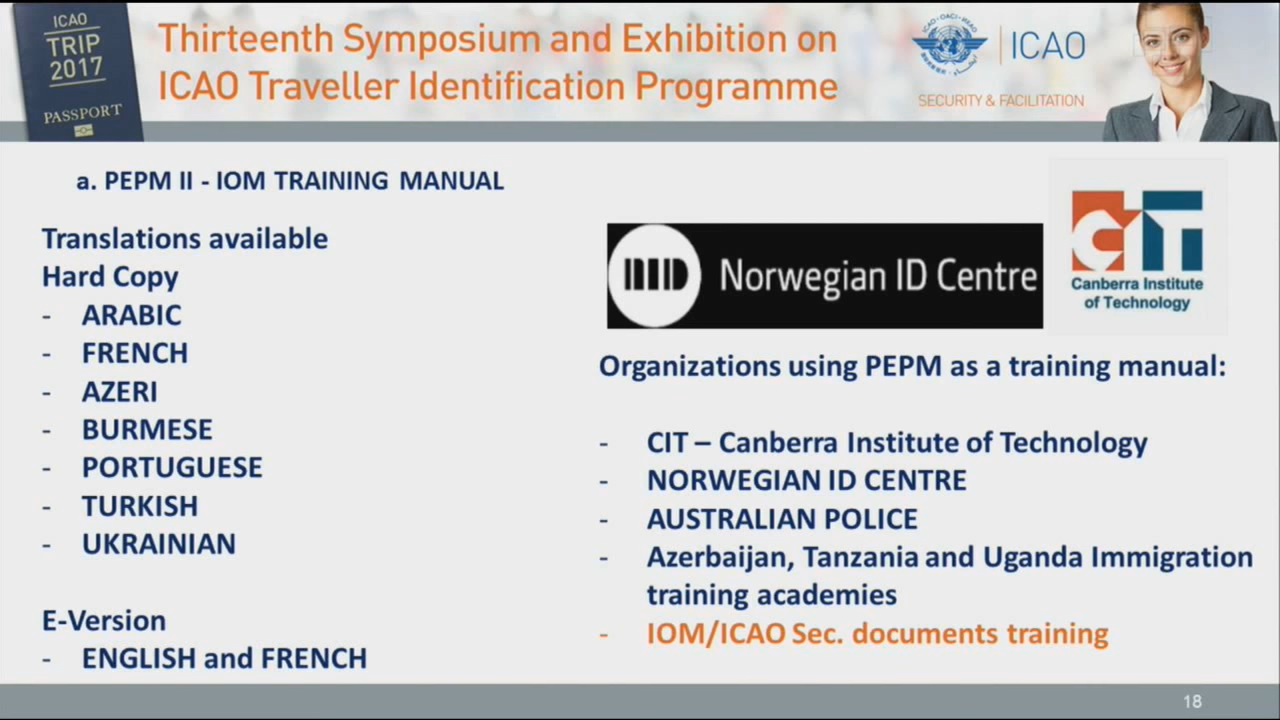 ICAO
TRIP
2017
PASSPORT
Thirteenth Symposium and Exhibition on
ICAO Traveller Identification Programme
ICAO
SECURITY & FACILITATION
a. PEPM II - IOM TRAINING MANUAL
Translations available
Hard Copy
- ARABIC
- FRENCH
- AZERI
- BURMESE
- PORTUGUESE
- TURKISH
- UKRAINIAN
E-Version
- ENGLISH and FRENCH
NID Norwegian ID Centre
CIT
Canberra Institute
of Technology
Organizations using PEPM as a training manual:
- CIT – Canberra Institute of Technology
- NORWEGIAN ID CENTRE
- AUSTRALIAN POLICE
- Azerbaijan, Tanzania and Uganda Immigration
training academies
- IOM/ICAO Sec. documents training
18